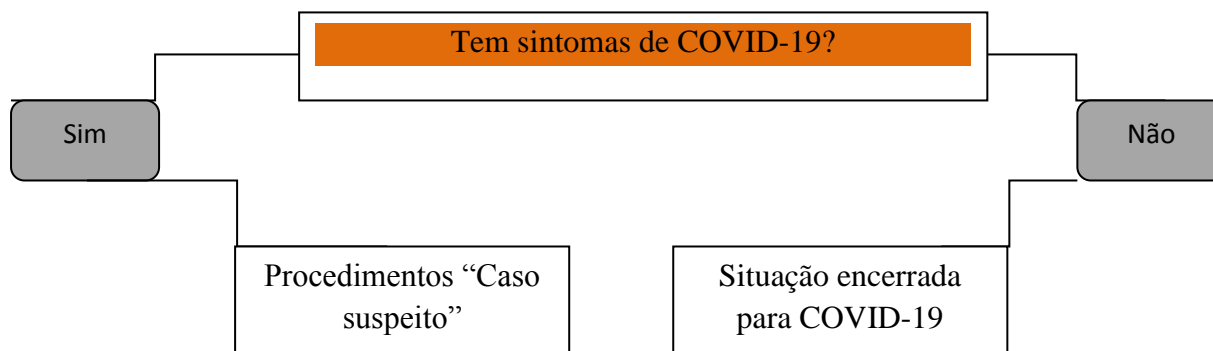 Tem sintomas de COVID-19?
Sim
Não
Procedimentos “Caso
suspeito”
Situação encerrada
para COVID-19